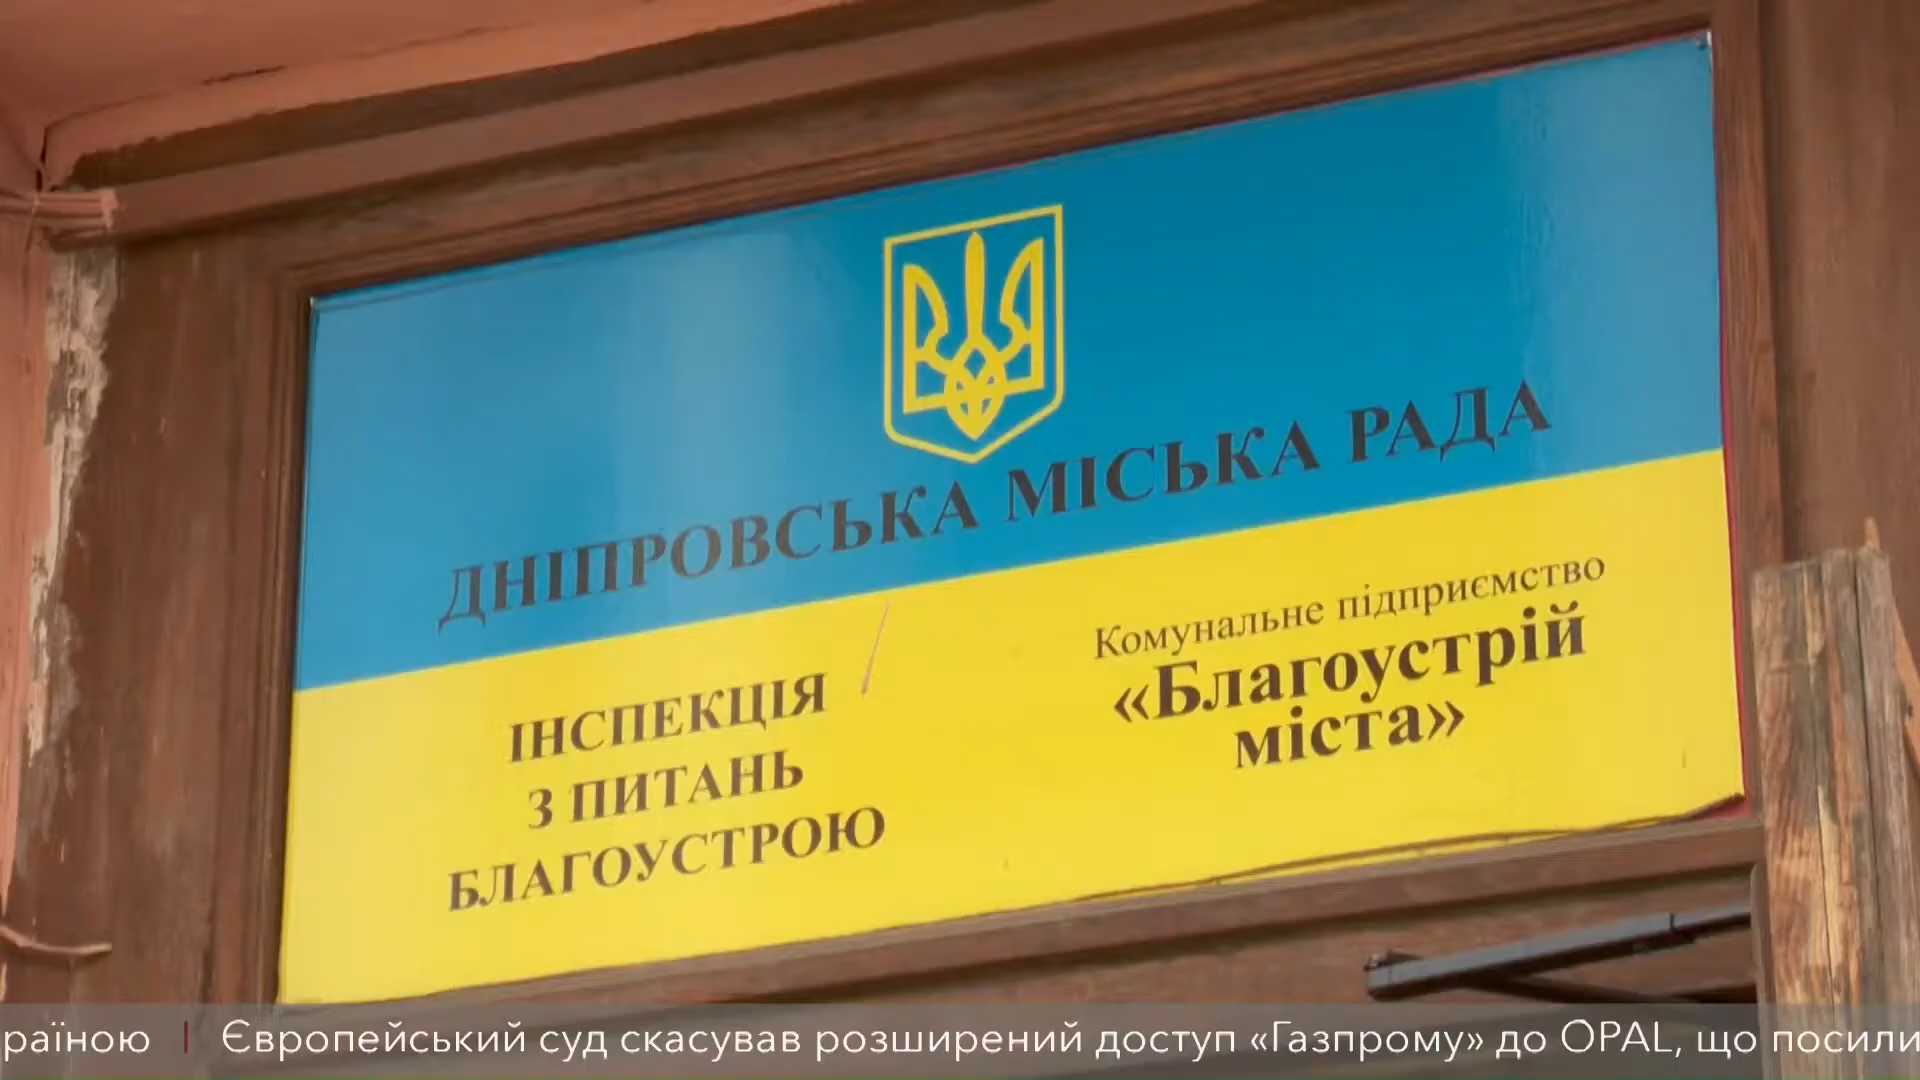 ДНІПРОВСЬКА МІСЬКА РАДА
ІНСПЕКЦІЯ
З ПИТАНЬ
БЛАГОУСТРОЮ
Комунальне підприємство
«Благоустрій
міста»
раїною | Європейський суд скасував розширений доступ «Газпрому» до OPAL, що посили